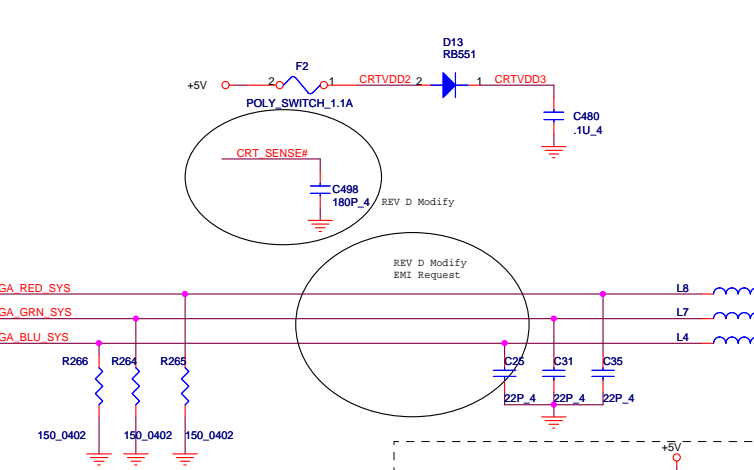 D13
RB551
F2
+5V
2
1
CRTVDD2
2
1
CRTVDD3
POLY_SWITCH_1.1A
C480
.1U_4
CRT_SENSE#
C498
180P_4
REV D Modify
REV D Modify
EMI Request
GA_RED_SYS
L8
GA_GRN_SYS
L7
GA_BLU_SYS
L4
R266
R264
R265
C25
C31
C35
22P_4
22P_4
22P_4
150_0402
150_0402
150_0402
+5V